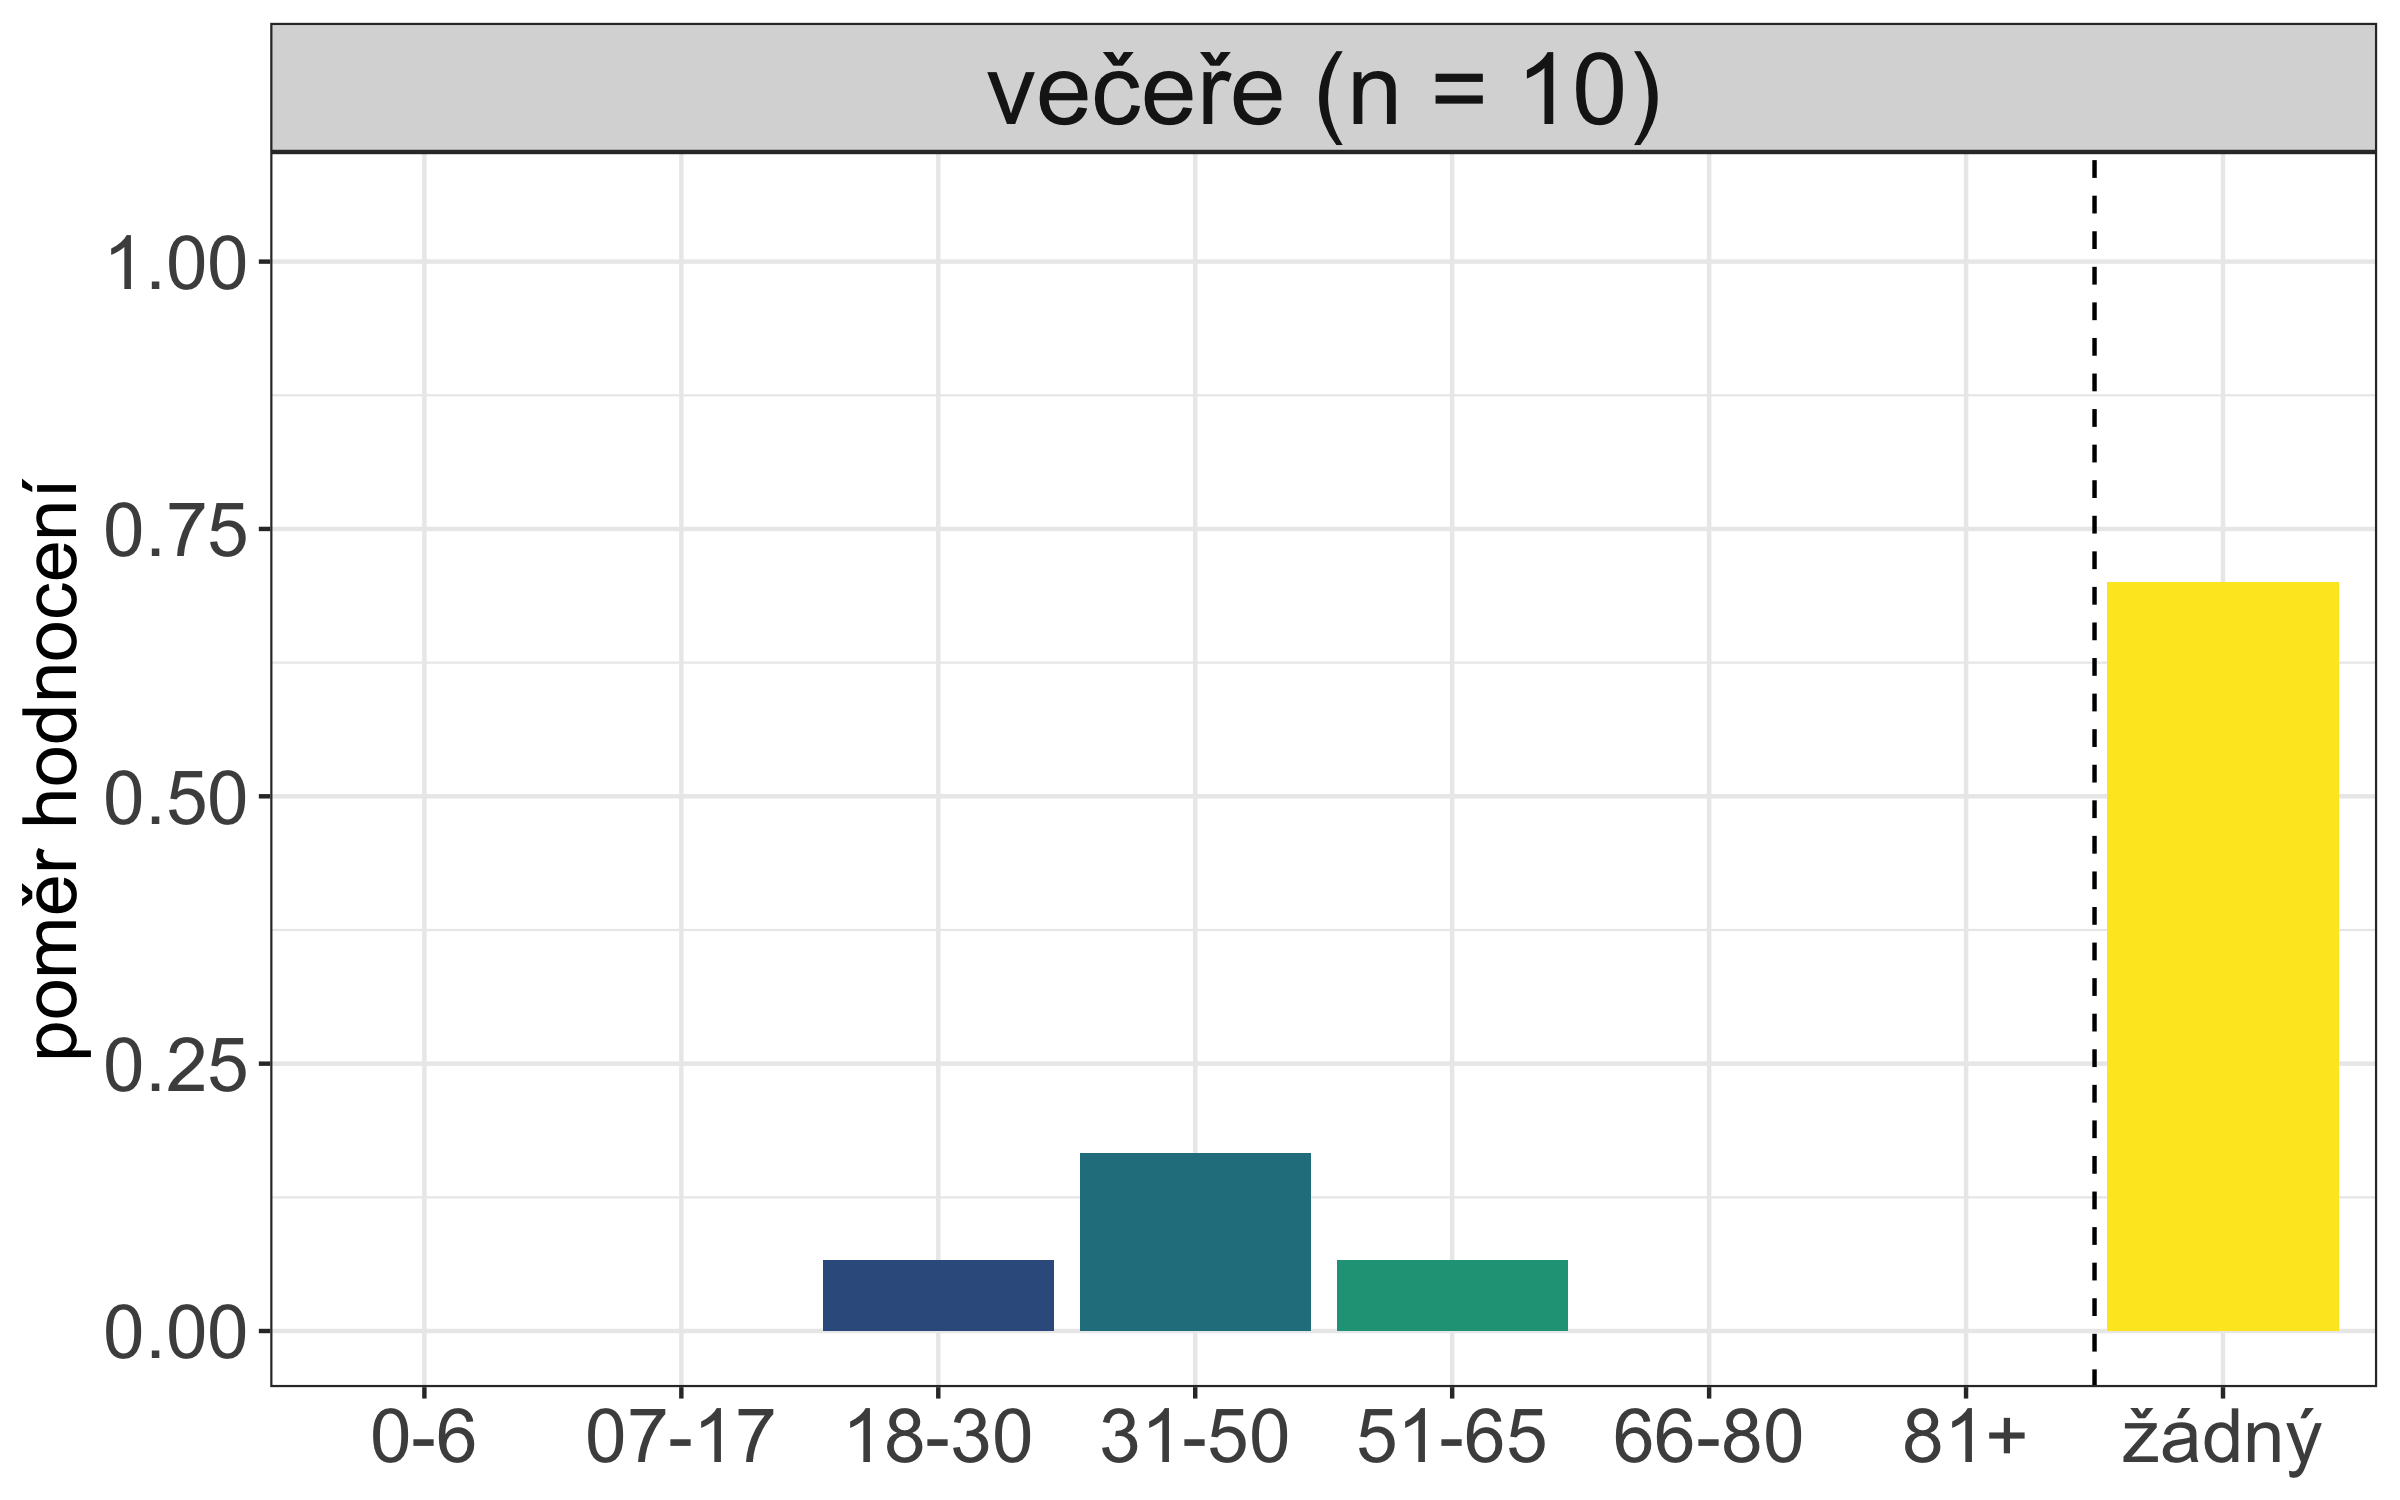 večeře (n = 10)
poměr hodnocení
1.00
0.75
0.50
0.25
0.00
0-6 07-17 18-30 31-50 51-65 66-80 81+ žádný